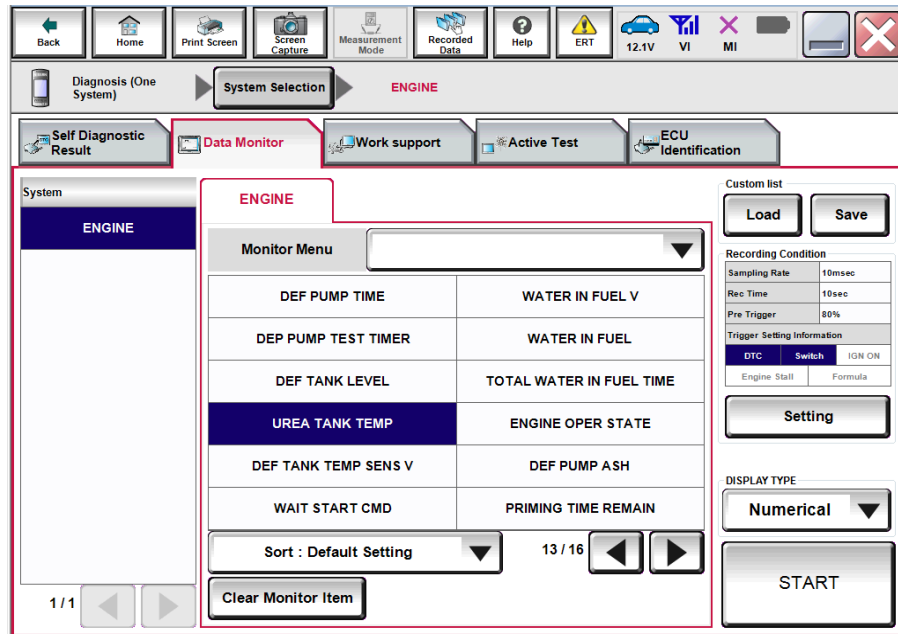 Back
Home
Print Screen
Screen
Capture
Measurement
Mode
Recorded
Data
Help
ERT
12.1V
VI
MI
Diagnosis (One
System)
System Selection
ENGINE
Self Diagnostic
Result
Data Monitor
Work support
Active Test
ECU
Identification
System
ENGINE
1/1
ENGINE
Monitor Menu
DEF PUMP TIME
WATER IN FUEL V
DEP PUMP TEST TIMER
WATER IN FUEL
DEF TANK LEVEL
TOTAL WATER IN FUEL TIME
UREA TANK TEMP
ENGINE OPER STATE
DEF TANK TEMP SENS V
DEF PUMP ASH
WAIT START CMD
PRIMING TIME REMAIN
Sort : Default Setting
13 / 16
Clear Monitor Item
Custom list
Load
Save
Recording Condition
Sampling Rate
10msec
Rec Time
10sec
Pre Trigger
80%
Trigger Setting Information
DTC
Switch
IGN ON
Engine Stall
Formula
Setting
DISPLAY TYPE
Numerical
START